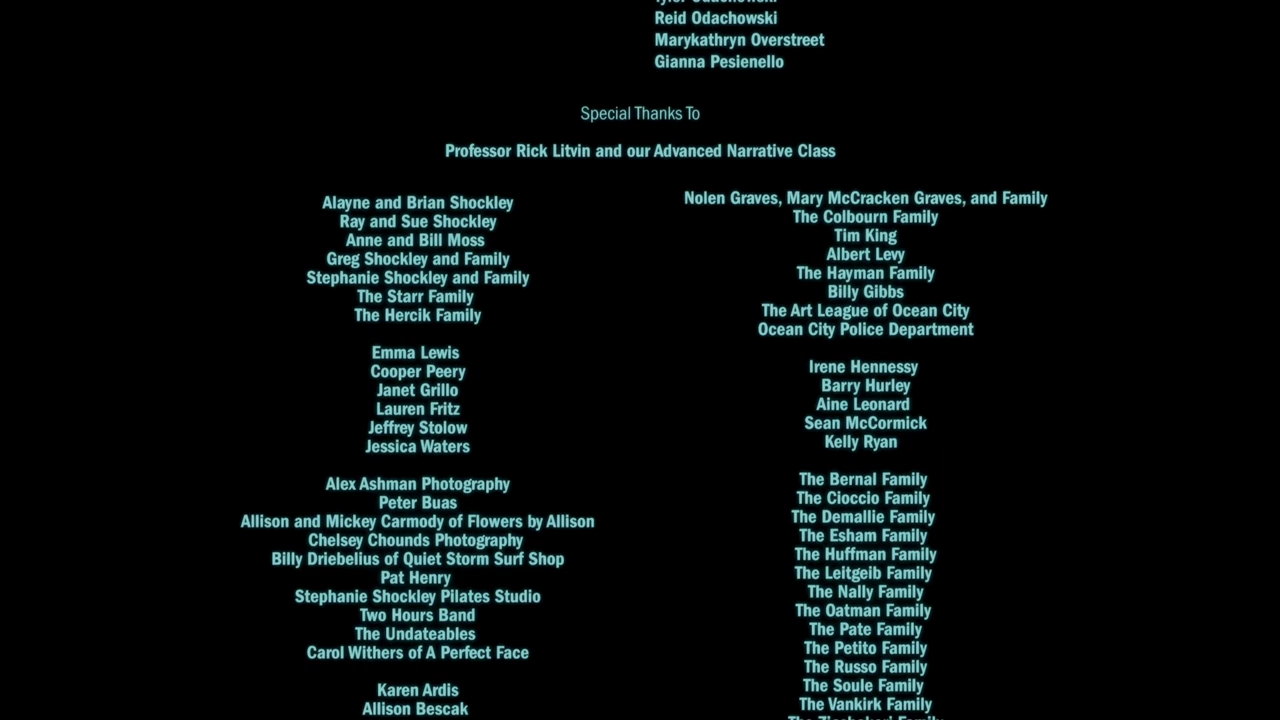 Reid Odachowski
Marykathryn Overstreet
Gianna Pesienello
Special Thanks To
Professor Rick Litvin and our Advanced Narrative Class
Alayne and Brian Shockley
Ray and Sue Shockley
Anne and Bill Moss
Greg Shockley and Family
Stephanie Shockley and Family
The Starr Family
The Hercik Family
Emma Lewis
Cooper Peery
Janet Grillo
Lauren Fritz
Jeffrey Stolow
Jessica Waters
Alex Ashman Photography
Peter Buas
Allison and Mickey Carmody of Flowers by Allison
Chelsey Chounds Photography
Billy Driebelius of Quiet Storm Surf Shop
Pat Henry
Stephanie Shockley Pilates Studio
Two Hours Band
The Undateables
Carol Withers of A Perfect Face
Karen Ardis
Allison Bescak
Nolen Graves, Mary McCracken Graves, and Family
The Colbourn Family
Tim King
Albert Levy
The Hayman Family
Billy Gibbs
The Art League of Ocean City
Ocean City Police Department
Irene Hennessy
Barry Hurley
Aine Leonard
Sean McCormick
Kelly Ryan
The Bernal Family
The Cioccio Family
The Demallie Family
The Esham Family
The Huffman Family
The Leitgeib Family
The Nally Family
The Oatman Family
The Pate Family
The Petito Family
The Russo Family
The Soule Family
The Vankirk Family